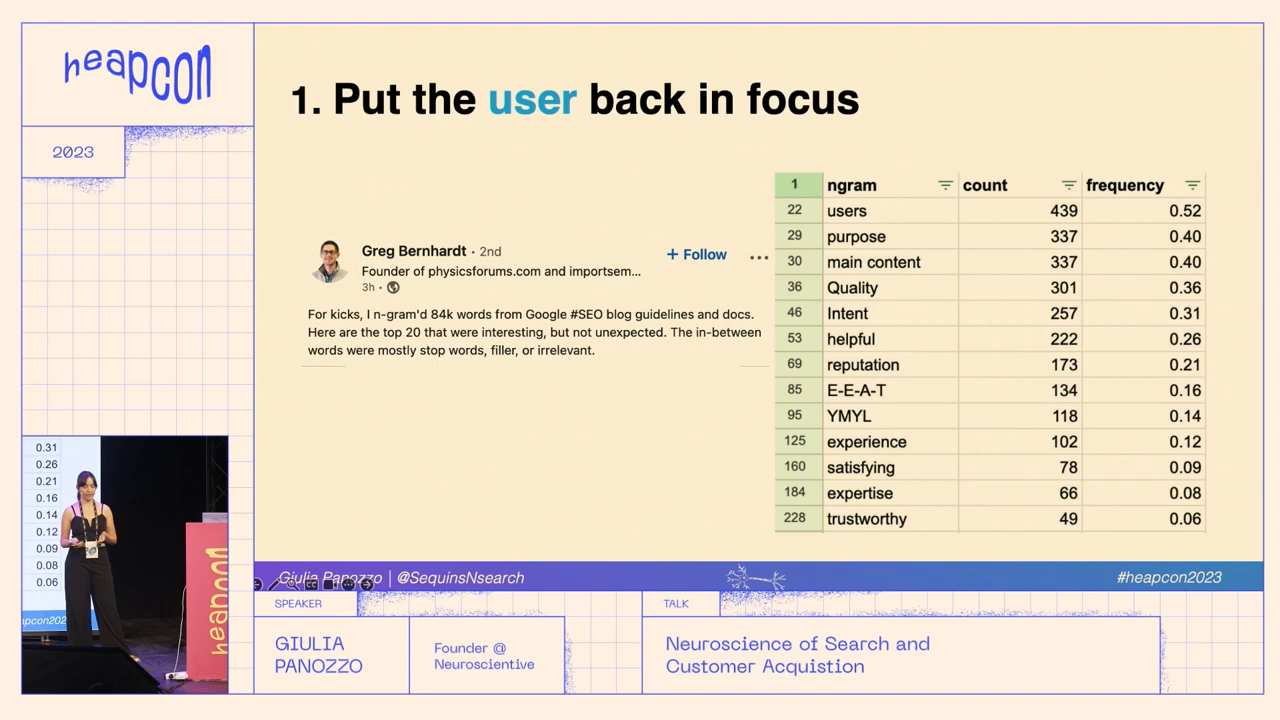 heapcon
2023
1. Put the user back in focus
Greg Bernhardt • 2nd
+ Follow
Founder of physicsforums.com and importsem...
3h •
For kicks, I n-gram'd 84k words from Google #SEO blog guidelines and docs.
Here are the top 20 that were interesting, but not unexpected. The in-between
words were mostly stop words, filler, or irrelevant.
1 ngram count frequency
22 users 439 0.52
29 purpose 337 0.40
30 main content 337 0.40
36 Quality 301 0.36
46 Intent 257 0.31
53 helpful 222 0.26
69 reputation 173 0.21
85 E-E-A-T 134 0.16
95 YMYL 118 0.14
125 experience 102 0.12
160 satisfying 78 0.09
184 expertise 66 0.08
228 trustworthy 49 0.06
0.31
0.26
0.21
0.16
0.14
0.12
0.09
0.08
0.06
apcon202
heapcon
Giulia Panozzo | @SequinsNsearch
#heapcon2023
SPEAKER
GIULIA
PANOZZO
Founder @
Neuroscientive
TALK
Neuroscience of Search and
Customer Acquistion